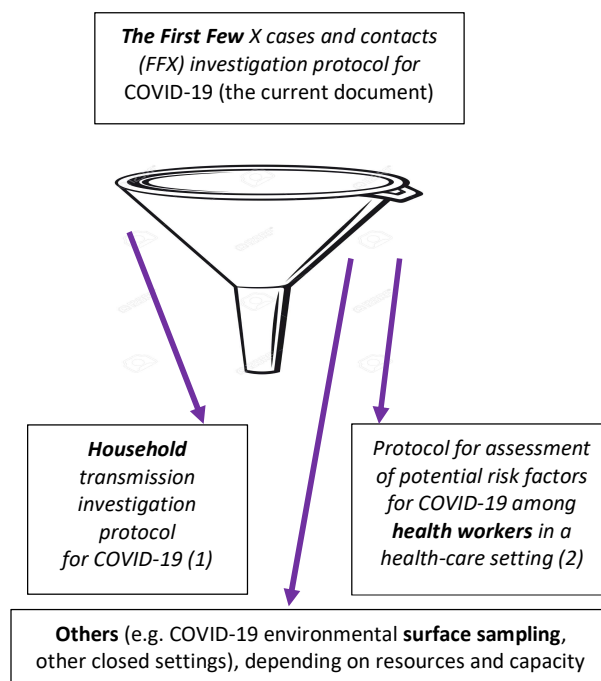 The First Few X cases and contacts
(FFX) investigation protocol for
COVID-19 (the current document)
Household
transmission
investigation
protocol
for COVID-19 (1)
Protocol for assessment
of potential risk factors
for COVID-19 among
health workers in a
health-care setting (2)
Others (e.g. COVID-19 environmental surface sampling,
other closed settings), depending on resources and capacity